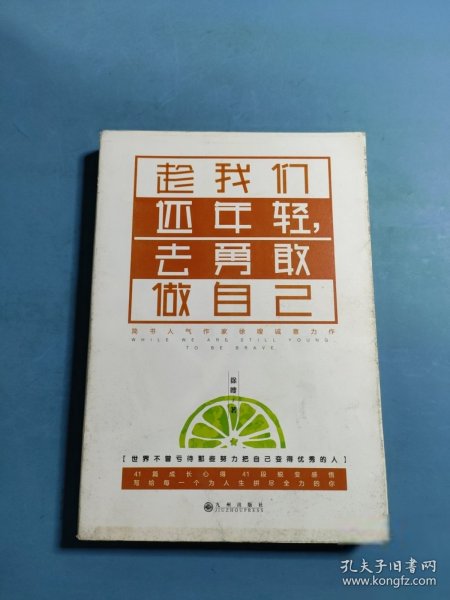 趁我们
还年轻,
去勇敢
做自己
简书人气作家徐嘤诚意力作
WHILE WE ARE STILL YOUNG,
TO BE BRAVE.
著
[世界不曾亏待那些努力把自己变得优秀的人]
41篇成长心得 41段蜕变感悟
写给每一个为人生拼尽全力的你
九州出版社
JIUZHOUPRESS
孔夫子旧书网
www.kongfz.com